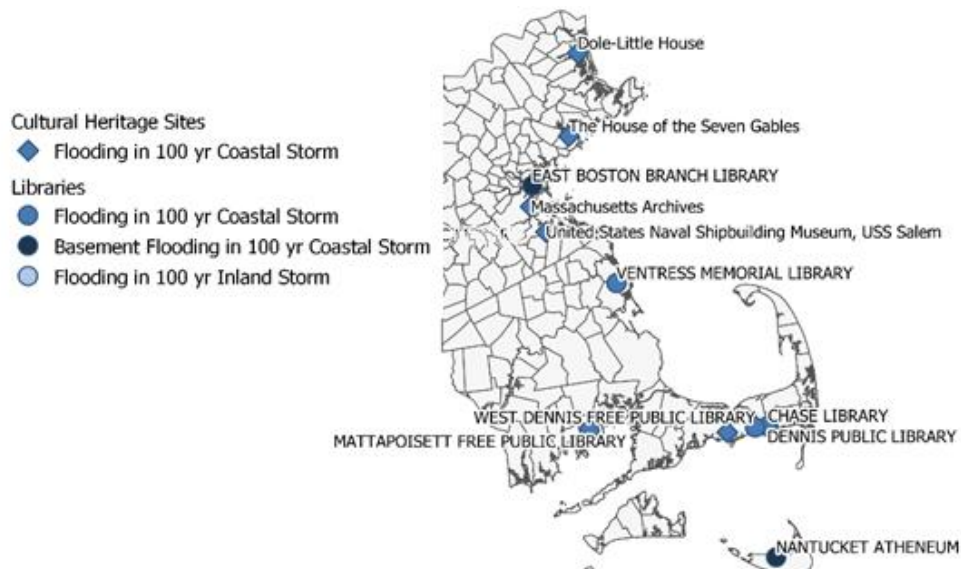 Dole-Little House
Cultural Heritage Sites
Flooding in 100 yr Coastal Storm
Libraries
Flooding in 100 yr Coastal Storm
Basement Flooding in 100 yr Coastal Storm
Flooding in 100 yr Inland Storm
The House of the Seven Gables
EAST BOSTON BRANCH LIBRARY
Massachusetts Archives
United States Naval Shipbuilding Museum, USS Salem
VENTRESS MEMORIAL LIBRARY
WEST DENNIS FREE PUBLIC LIBRARY
CHASE LIBRARY
MATTAPOISETT FREE PUBLIC LIBRARY
DENNIS PUBLIC LIBRARY
NANTUCKET ATHENEUM